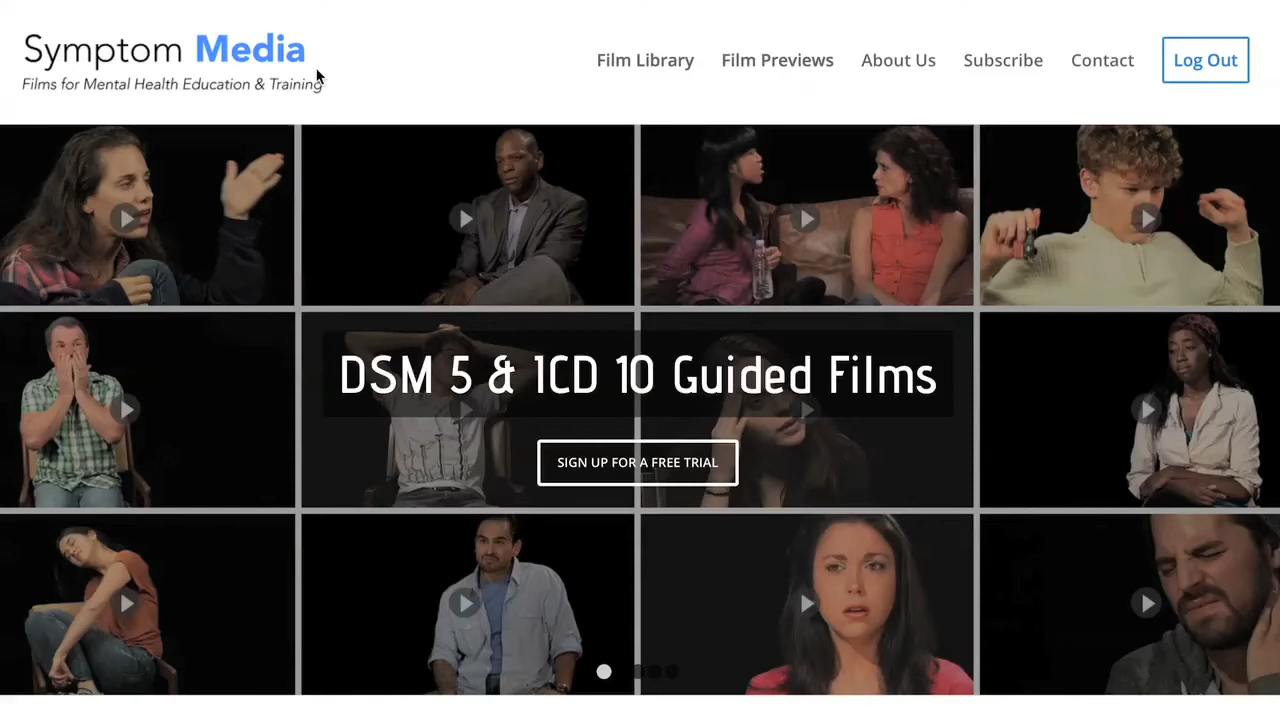 Symptom Media
Films for Mental Health Education & Training
Film Library
Film Previews
About Us
Subscribe
Contact
Log Out
DSM 5 & ICD 10 Guided Films
SIGN UP FOR A FREE TRIAL